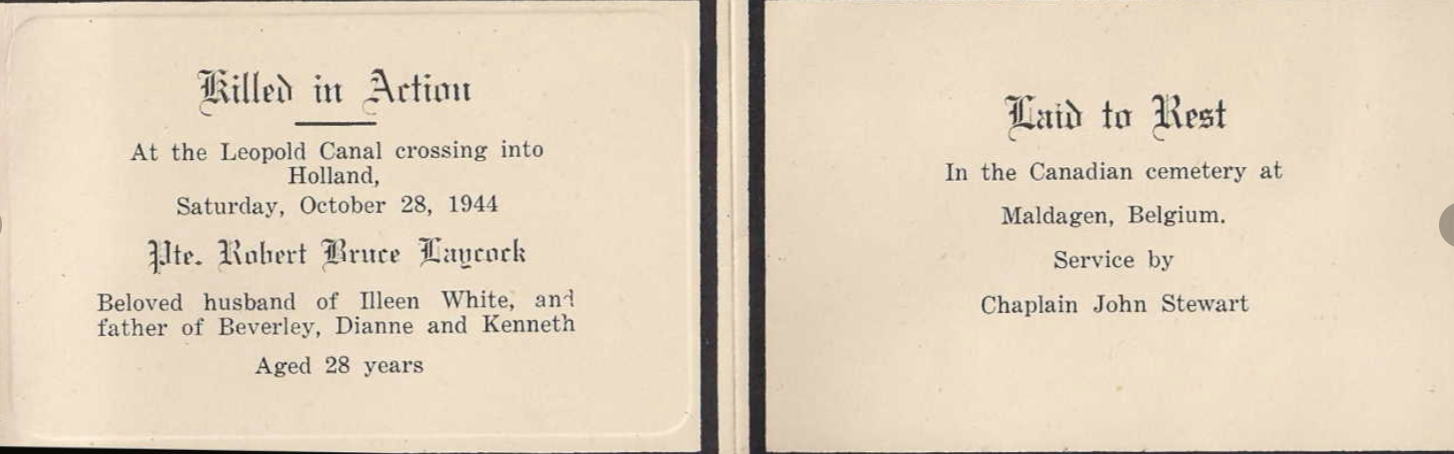 Killed in Action
At the Leopold Canal crossing into
Holland,
Saturday, October 28, 1944
Pte. Robert Bruce Laycock
Beloved husband of Illeen White, and
father of Beverley, Dianne and Kenneth
Aged 28 years
Laid to Rest
In the Canadian cemetery at
Maldagen, Belgium.
Service by
Chaplain John Stewart